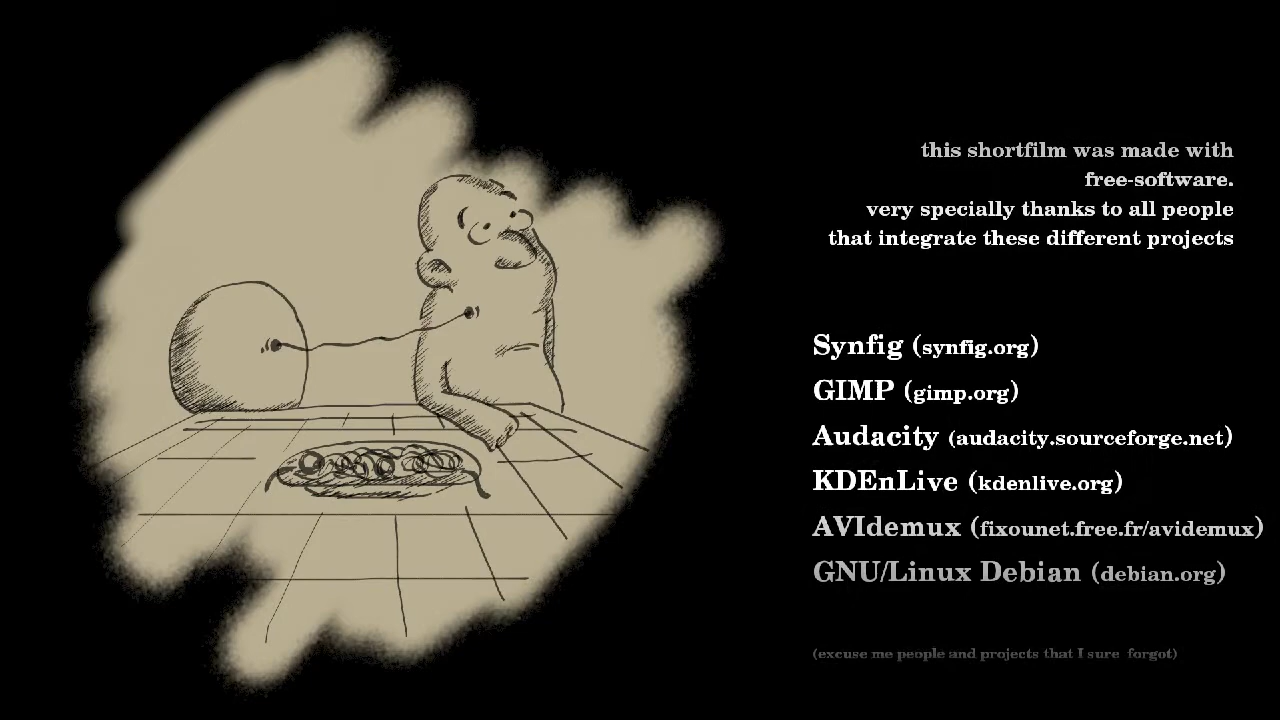 this shortfilm was made with
free-software.
very specially thanks to all people
that integrate these different projects
Synfig (synfig.org)
GIMP (gimp.org)
Audacity (audacity.sourceforge.net)
KDEnLive (kdenlive.org)
AVIdemux (fixounet.free.fr/avidemux)
GNU/Linux Debian (debian.org)
(excuse me people and projects that I sure forgot)